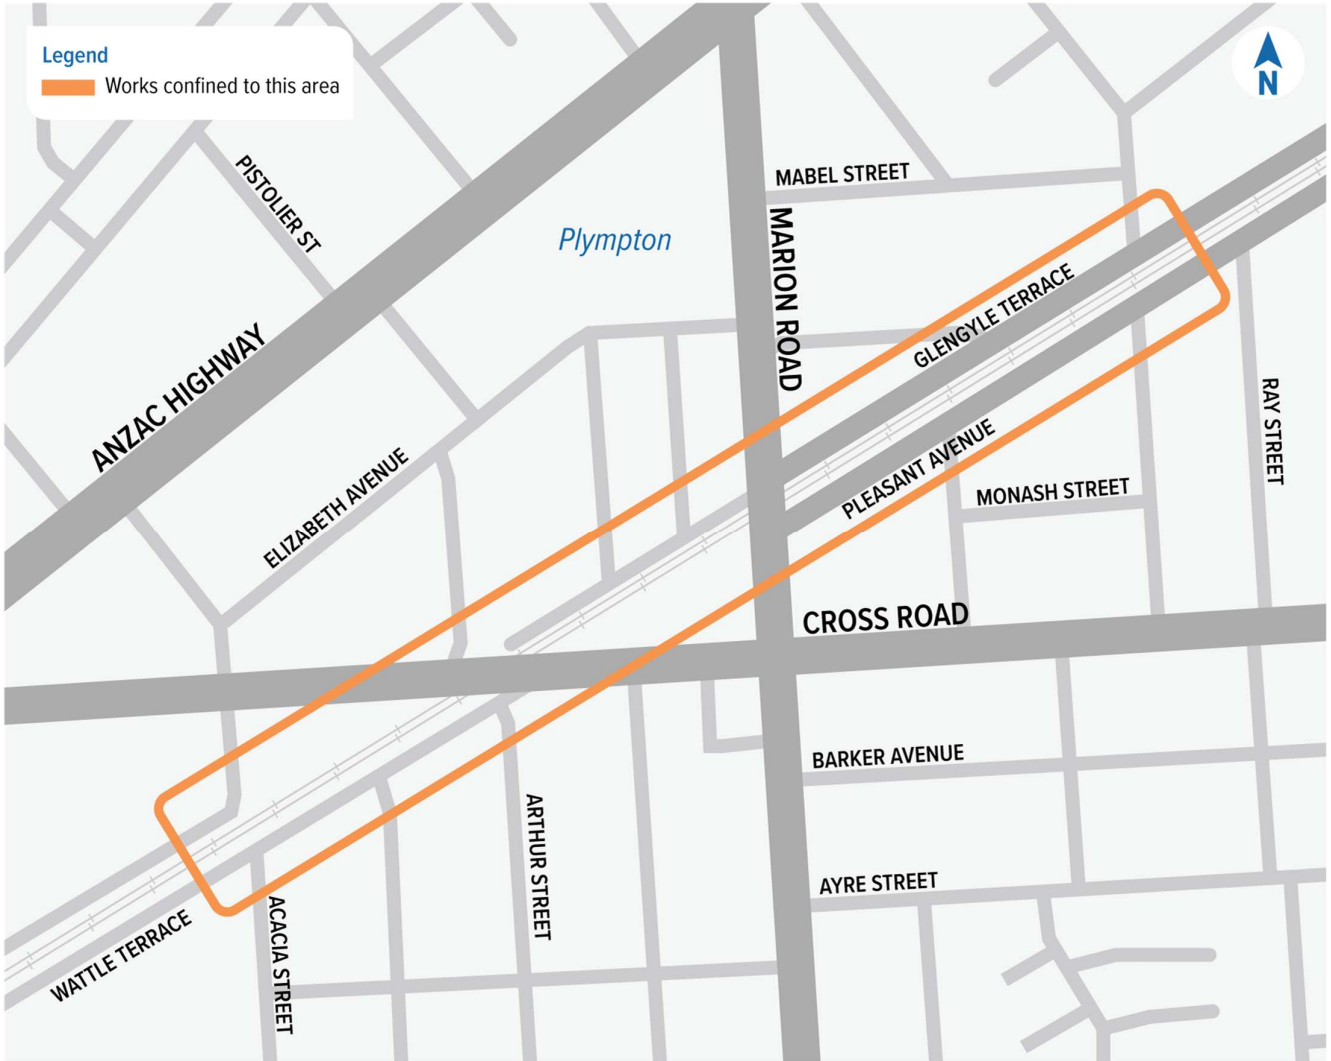 Legend
Works confined to this area
N
PISTOLIER ST
MABEL STREET
Plympton
MARION ROAD
GLENGYLE TERRACE
ANZAC HIGHWAY
RAY STREET
PLEASANT AVENUE
ELIZABETH AVENUE
MONASH STREET
CROSS ROAD
BARKER AVENUE
ARTHUR STREET
AYRE STREET
ACACIA STREET
WATTLE TERRACE